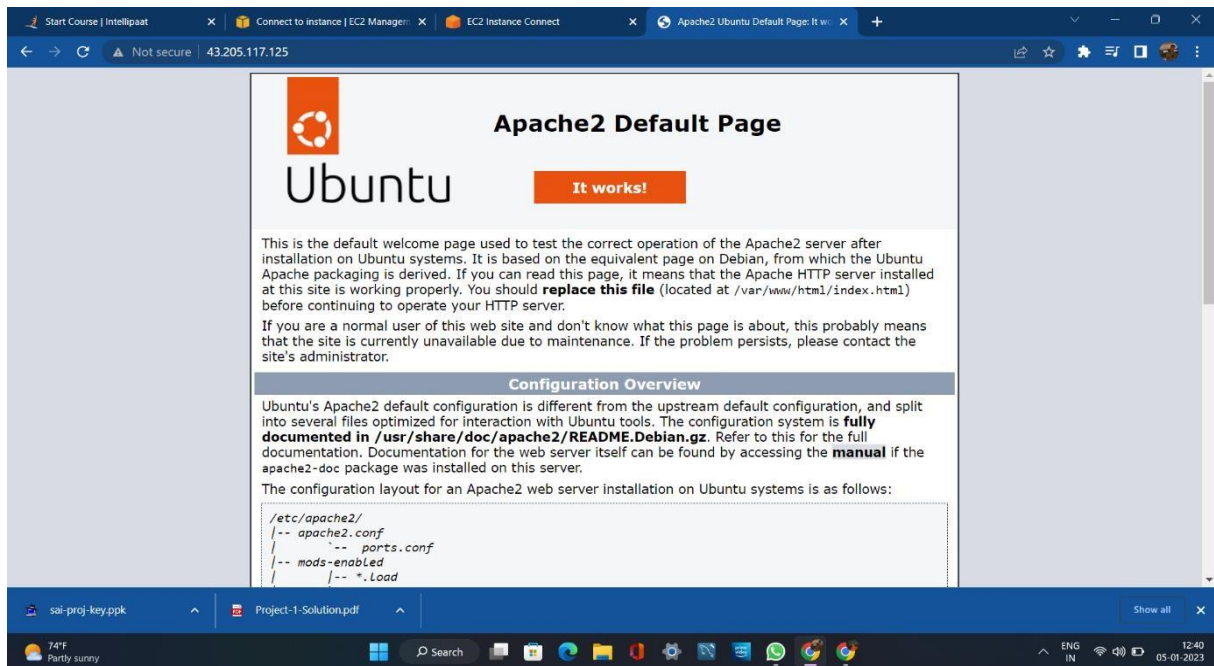 Start Course | Intellipaat
Connect to instance | EC2 Managem
EC2 Instance Connect
Apache2 Ubuntu Default Page: It wo
Not secure | 43.205.117.125
Ubuntu
Apache2 Default Page
It works!
This is the default welcome page used to test the correct operation of the Apache2 server after
installation on Ubuntu systems. It is based on the equivalent page on Debian, from which the Ubuntu
Apache packaging is derived. If you can read this page, it means that the Apache HTTP server installed
at this site is working properly. You should replace this file (located at /var/www/html/index.html)
before continuing to operate your HTTP server.
If you are a normal user of this web site and don't know what this page is about, this probably means
that the site is currently unavailable due to maintenance. If the problem persists, please contact the
site's administrator.
Configuration Overview
Ubuntu's Apache2 default configuration is different from the upstream default configuration, and split
into several files optimized for interaction with Ubuntu tools. The configuration system is fully
documented in /usr/share/doc/apache2/README.Debian.gz. Refer to this for the full
documentation. Documentation for the web server itself can be found by accessing the manual if the
apache2-doc package was installed on this server.
The configuration layout for an Apache2 web server installation on Ubuntu systems is as follows:
/etc/apache2/
|-- apache2.conf
|       `--  ports.conf
|-- mods-enabled
|       |-- *.load
sai-proj-key.ppk
Project-1-Solution.pdf
Show all
74°F
Partly sunny
Search
ENG
IN
12:40
05-01-2023